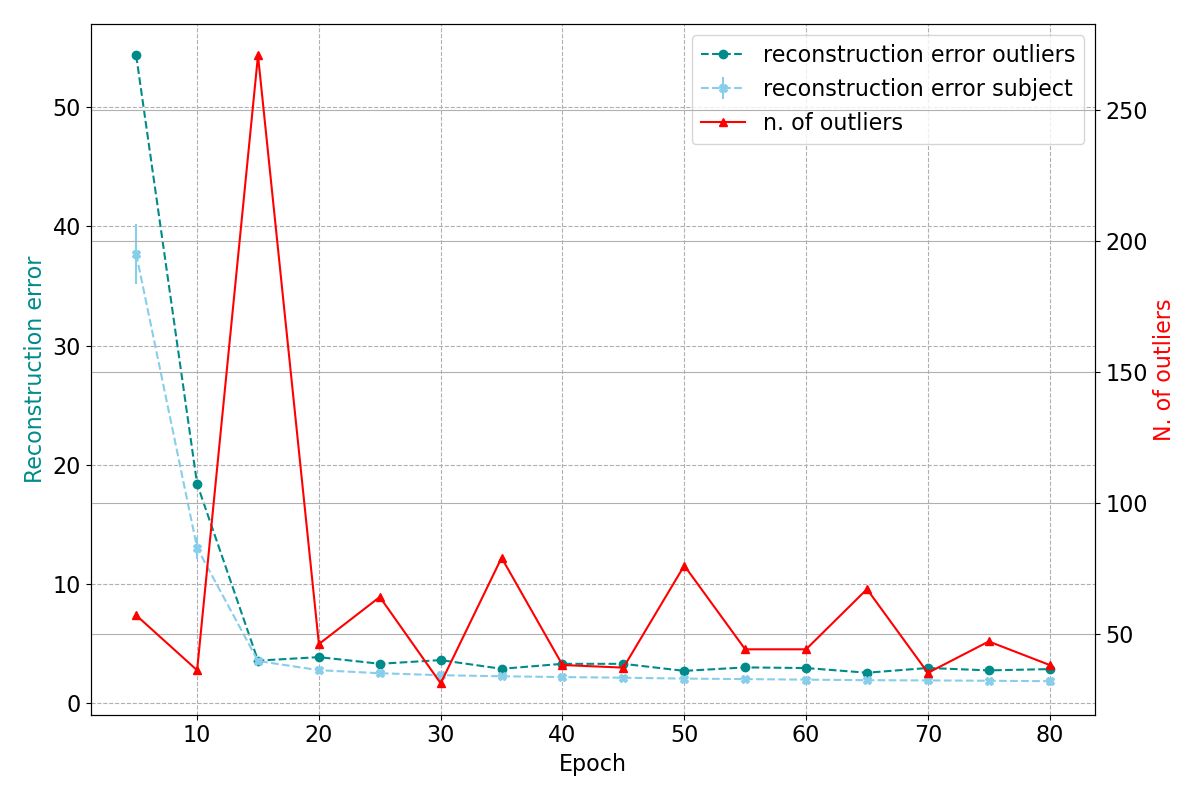 reconstruction error outliers
reconstruction error subject
n. of outliers
50
40
30
20
10
0
Reconstruction error
250
200
150
100
50
N. of outliers
10 20 30 40 50 60 70 80
Epoch